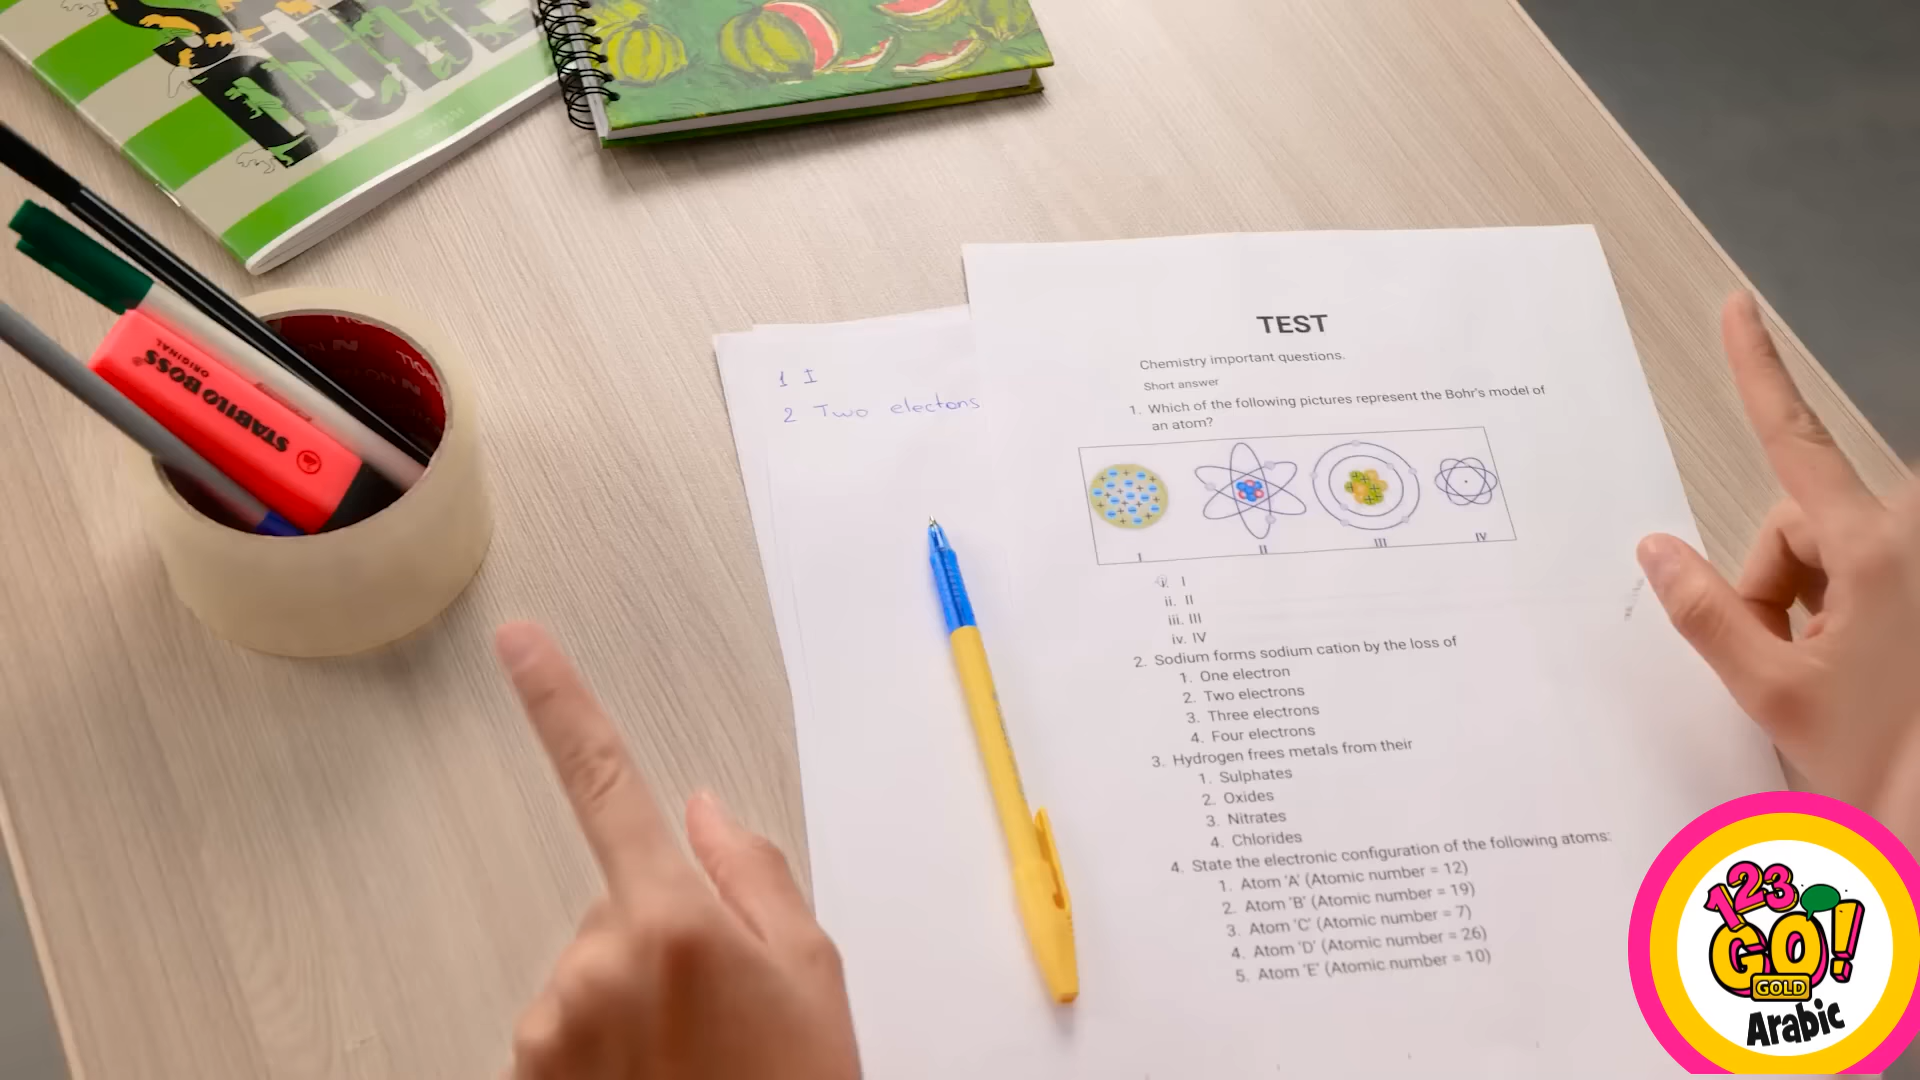 STABILO BOSS
ORIGINAL
1 I
2 Two electons
TEST
Chemistry important questions.
Short answer
1. Which of the following pictures represent the Bohr's model of
an atom?
I II III IV
i. I
ii. II
iii. III
iv. IV
2. Sodium forms sodium cation by the loss of
1. One electron
2. Two electrons
3. Three electrons
4. Four electrons
3. Hydrogen frees metals from their
1. Sulphates
2. Oxides
3. Nitrates
4. Chlorides
4. State the electronic configuration of the following atoms:
1. Atom 'A' (Atomic number = 12)
2. Atom 'B' (Atomic number = 19)
3. Atom 'C' (Atomic number = 7)
4. Atom 'D' (Atomic number = 26)
5. Atom 'E' (Atomic number = 10)
123
GO!
GOLD
Arabic